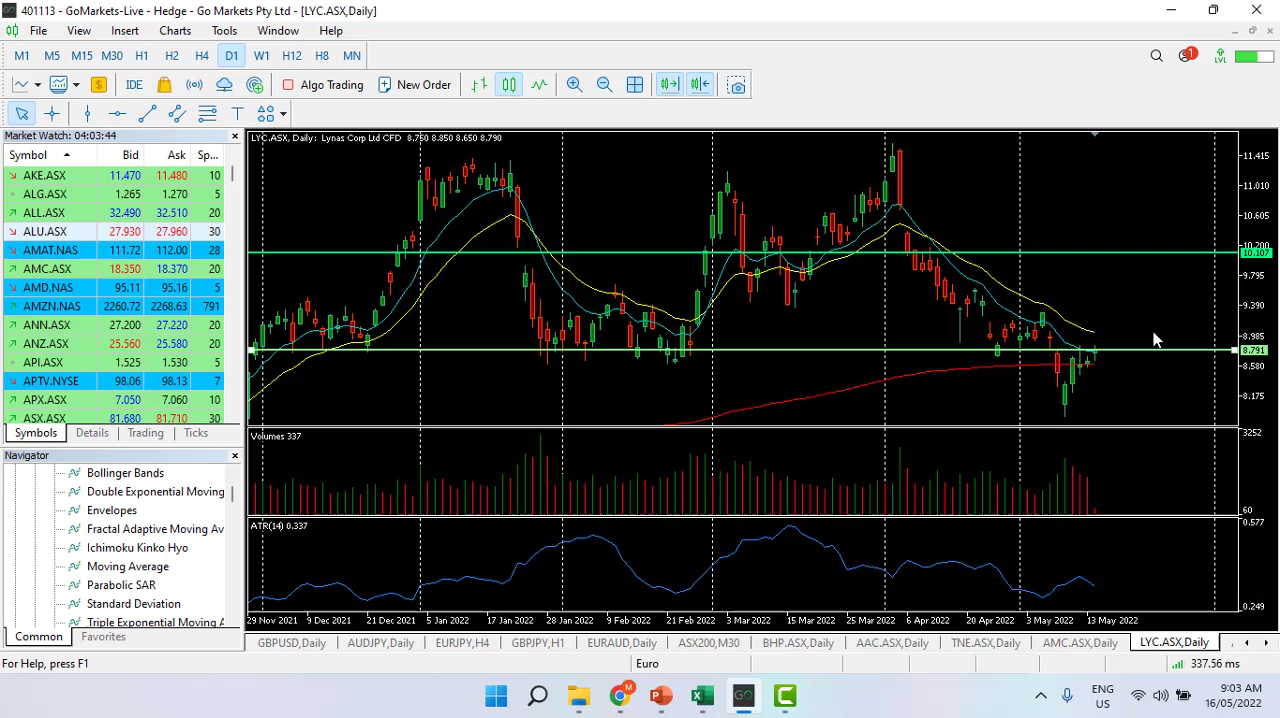 401113 - GoMarkets-Live - Hedge - Go Markets Pty Ltd - [LYC.ASX,Daily]
File View Insert Charts Tools Window Help
M1 M5 M15 M30 H1 H2 H4 D1 W1 H12 H8 MN
1 LVL
IDE Algo Trading New Order
Market Watch: 04:03:44
Symbol Bid Ask Sp...
AKE.ASX 11.470 11.480 10
ALG.ASX 1.265 1.270 5
ALL.ASX 32.490 32.510 20
ALU.ASX 27.930 27.960 30
AMAT.NAS 111.72 112.00 28
AMC.ASX 18.350 18.370 20
AMD.NAS 95.11 95.16 5
AMZN.NAS 2260.72 2268.63 791
ANN.ASX 27.200 27.220 20
ANZ.ASX 25.560 25.580 20
API.ASX 1.525 1.530 5
APTV.NYSE 98.06 98.13 7
APX.ASX 7.050 7.060 10
ASX.ASX 81.680 81.710 30
Symbols Details Trading Ticks
Navigator
Bollinger Bands
Double Exponential Moving
Envelopes
Fractal Adaptive Moving Av
Ichimoku Kinko Hyo
Moving Average
Parabolic SAR
Standard Deviation
Triple Exponential Moving A
Common Favorites
LYC.ASX, Daily: Lynas Corp Ltd CFD 8.750 8.850 8.650 8.790
11.415
11.010
10.605
10.200
10.107
9.795
9.390
8.985
8.791
8.580
8.175
Volumes 337
3252
60
ATR(14) 0.337
0.577
0.249
29 Nov 2021 9 Dec 2021 21 Dec 2021 5 Jan 2022 17 Jan 2022 28 Jan 2022 9 Feb 2022 21 Feb 2022 3 Mar 2022 15 Mar 2022 25 Mar 2022 6 Apr 2022 20 Apr 2022 3 May 2022 13 May 2022
GBPUSD,Daily AUDJPY,Daily EURJPY,H4 GBPJPY,H1 EURAUD,Daily ASX200,M30 BHP.ASX,Daily AAC.ASX,Daily TNE.ASX,Daily AMC.ASX,Daily LYC.ASX,Daily
For Help, press F1 Euro 337.56 ms
ENG
US
9:03 AM
16/05/2022